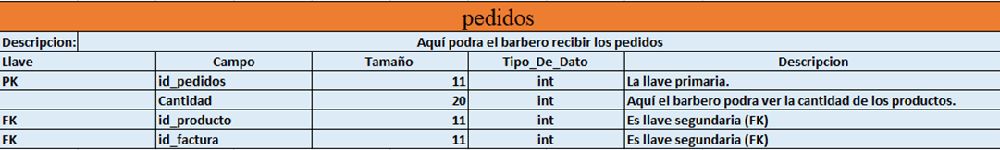 pedidos
Descripcion: Aquí podra el barbero recibir los pedidos
Llave Campo Tamaño Tipo_De_Dato Descripcion
PK id_pedidos 11 int La llave primaria.
Cantidad 20 int Aquí el barbero podra ver la cantidad de los productos.
FK id_producto 11 int Es llave segundaria (FK)
FK id_factura 11 int Es llave segundaria (FK)